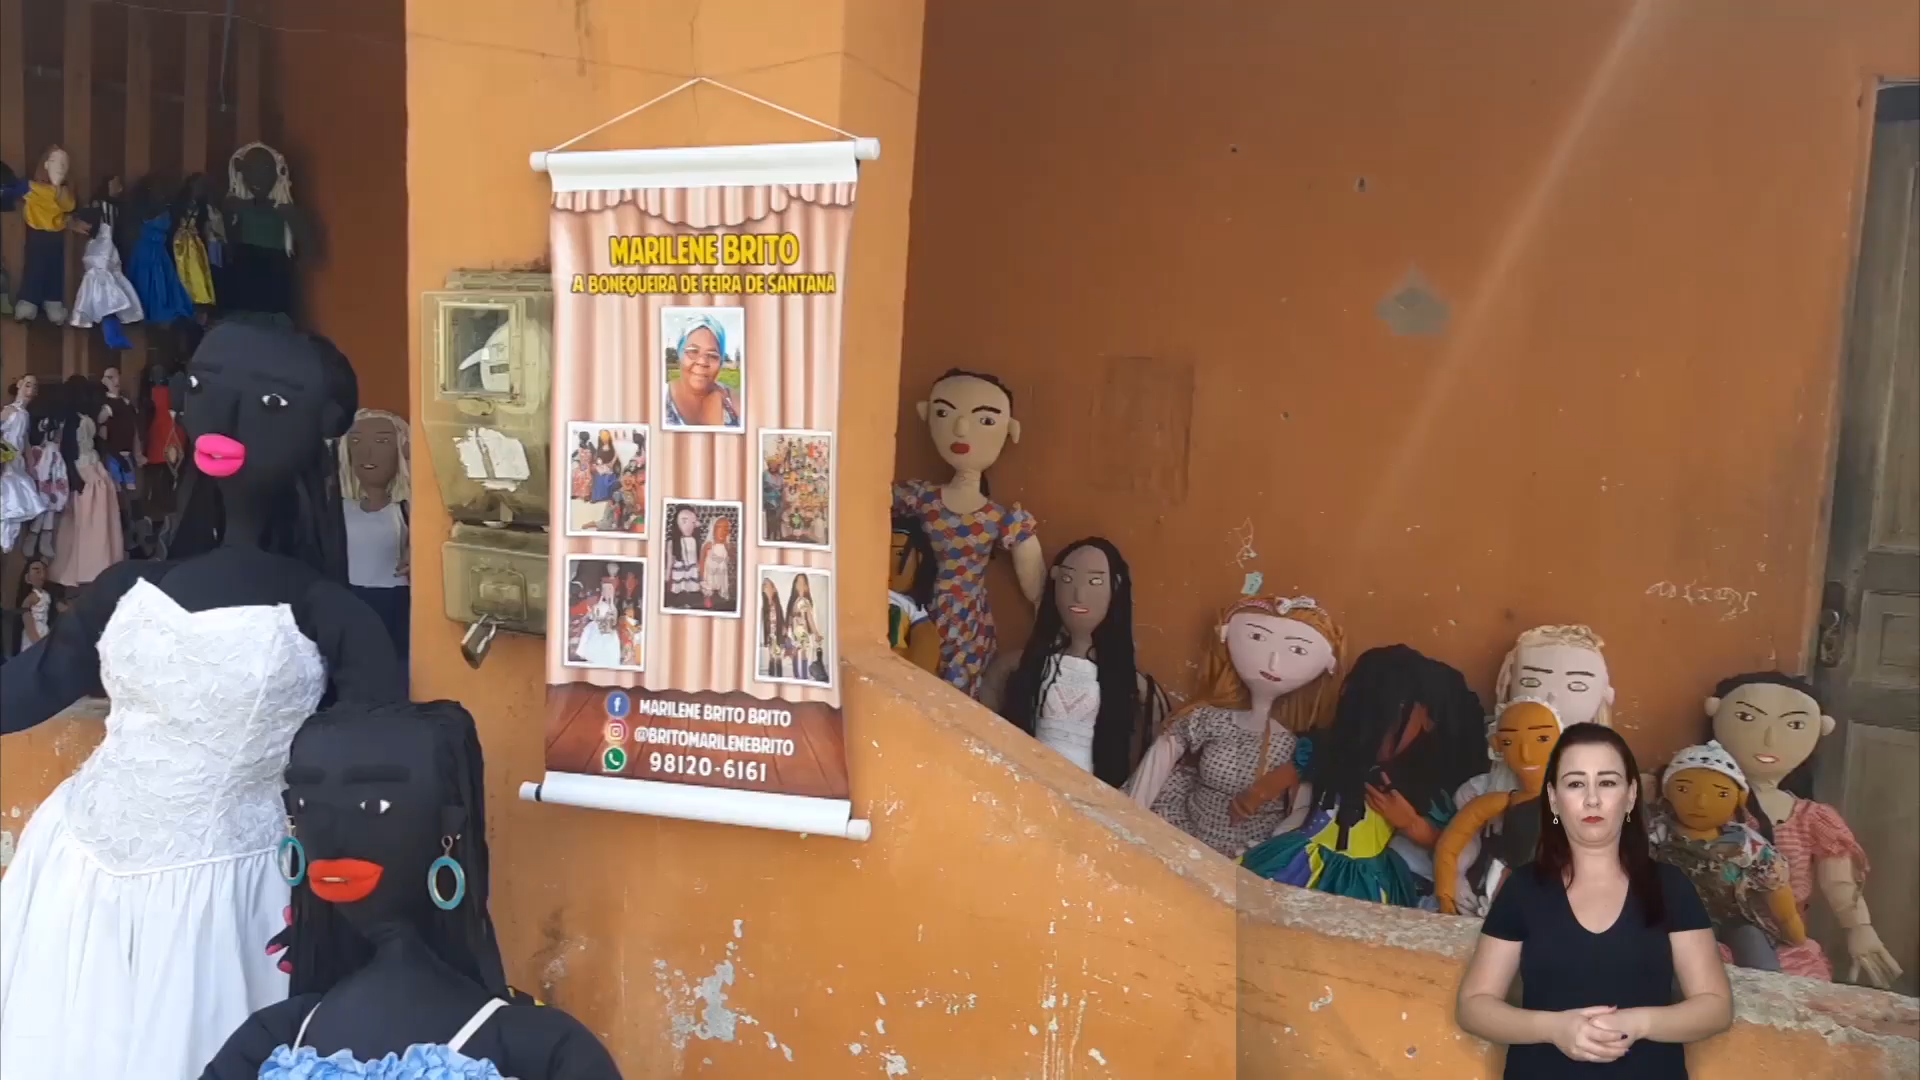 MARILENE BRITO
A BONEQUEIRA DE FEIRA DE SANTANA
MARILENE BRITO BRITO
@BRITOMARILENEBRITO
98120-6161